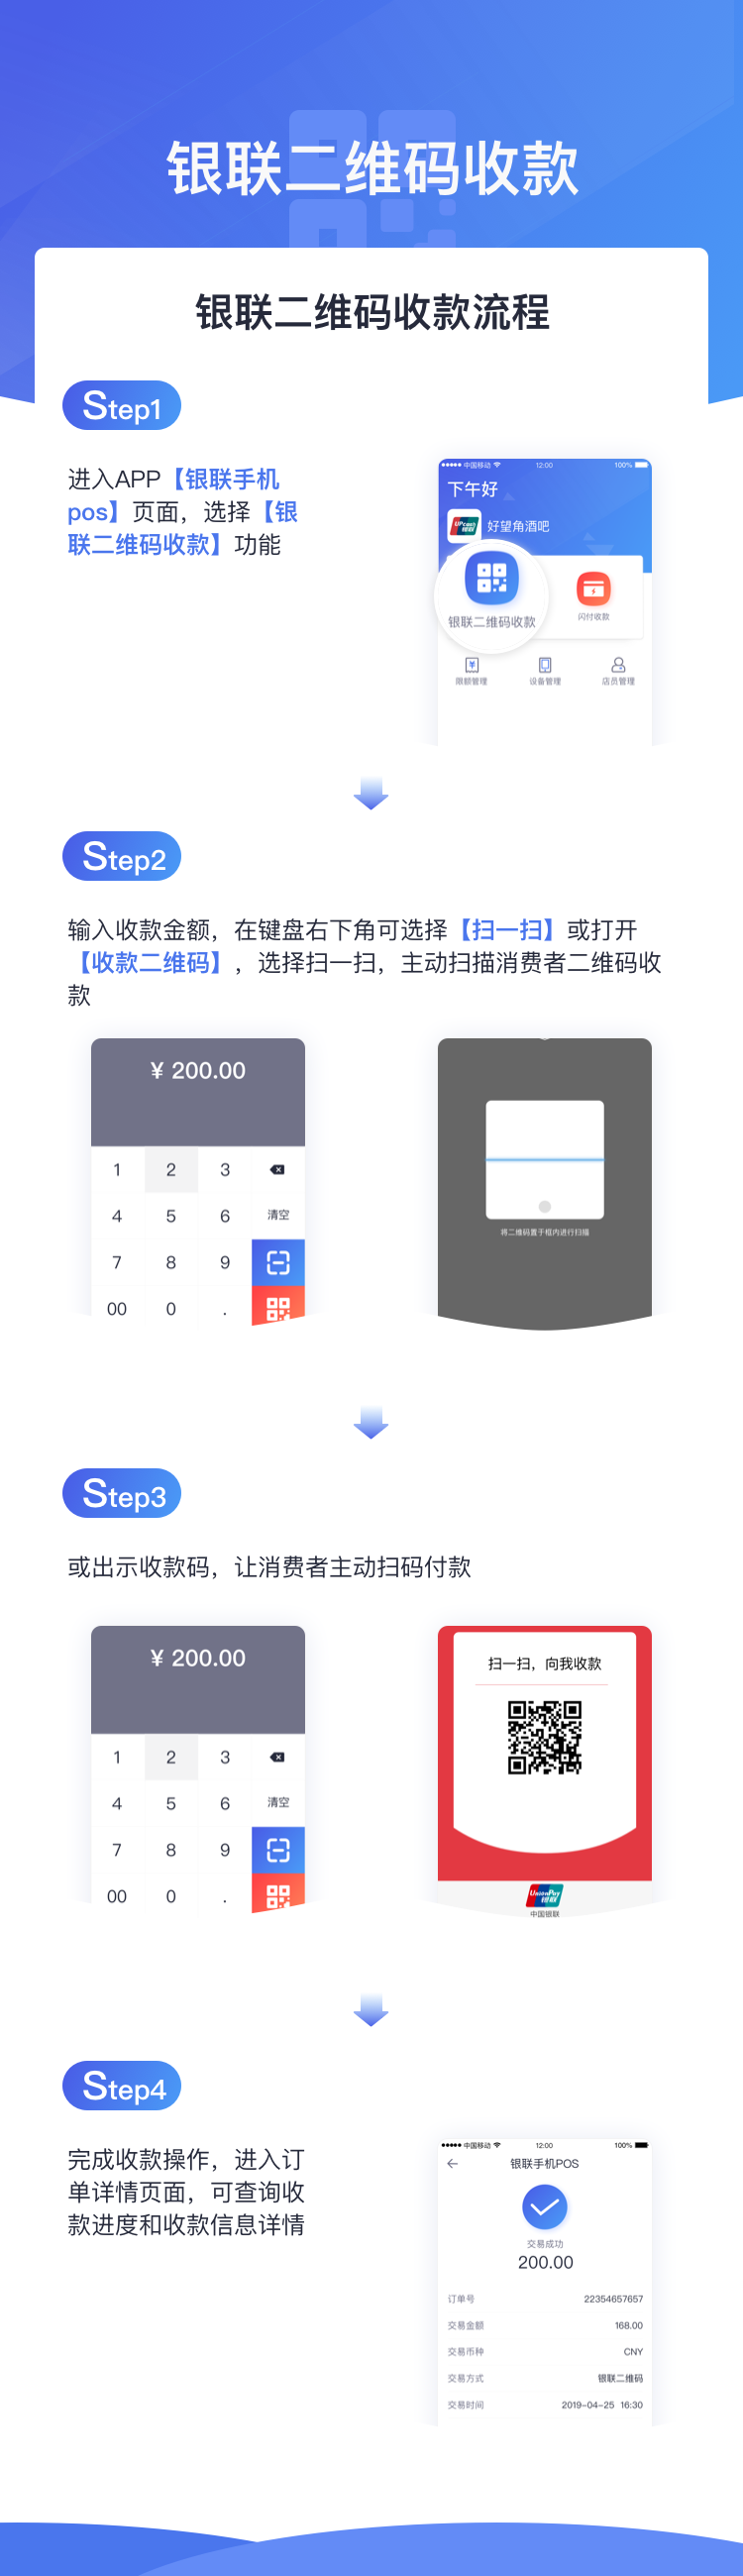 银联二维码收款
银联二维码收款流程
Step1
进入APP【银联手机
pos】页面，选择【银
联二维码收款】功能
中国移动 12:00 100%
下午好
UPcash
银联
好望角酒吧
银联二维码收款
闪付收款
限额管理 设备管理 店员管理
Step2
输入收款金额，在键盘右下角可选择【扫一扫】或打开
【收款二维码】，选择扫一扫，主动扫描消费者二维码收
款
¥ 200.00
1 2 3
4 5 6 清空
7 8 9
00 0 .
将二维码置于框内进行扫描
Step3
或出示收款码，让消费者主动扫码付款
¥ 200.00
1 2 3
4 5 6 清空
7 8 9
00 0 .
扫一扫，向我收款
UnionPay
银联
中国银联
Step4
完成收款操作，进入订
单详情页面，可查询收
款进度和收款信息详情
中国移动 12:00 100%
银联手机POS
交易成功
200.00
订单号 22354657657
交易金额 168.00
交易币种 CNY
交易方式 银联二维码
交易时间 2019-04-25 16:30